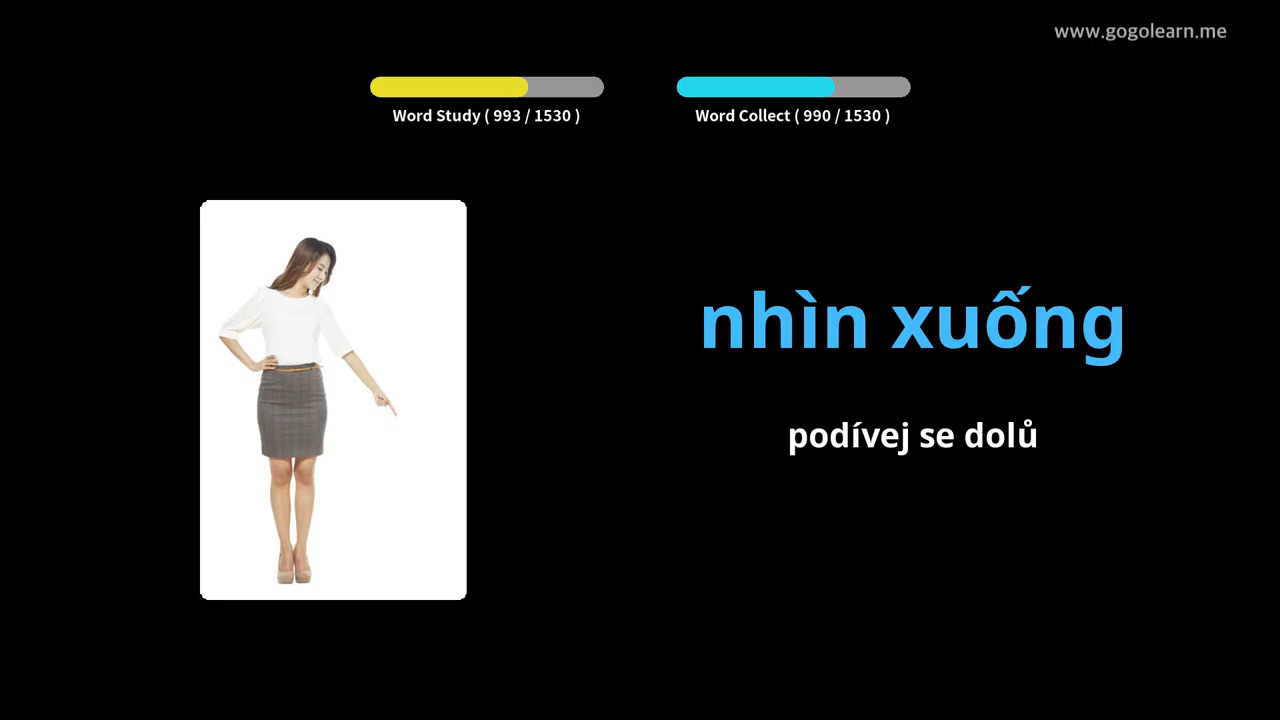 www.gogolearn.me
Word Study ( 993 / 1530 )
Word Collect ( 990 / 1530 )
nhìn xuống
podívej se dolů